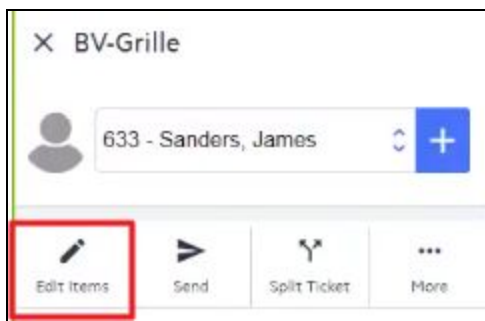 BV-Grille
633 - Sanders, James
Edit Items Send Split Ticket More